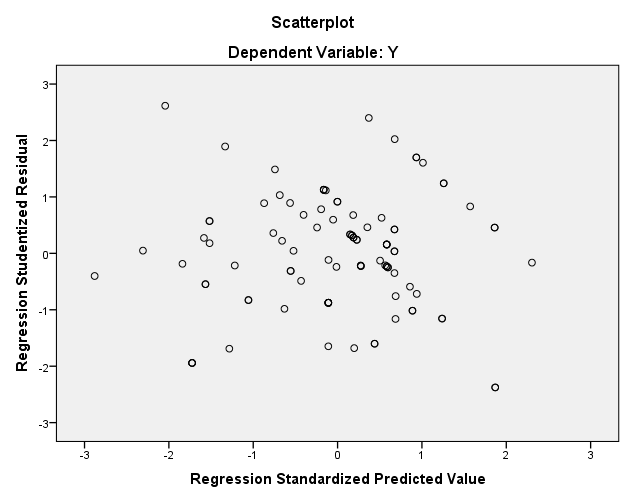 Scatterplot
Dependent Variable: Y
Regression Studentized Residual
3
2
1
0
-1
-2
-3
-3 -2 -1 0 1 2 3
Regression Standardized Predicted Value